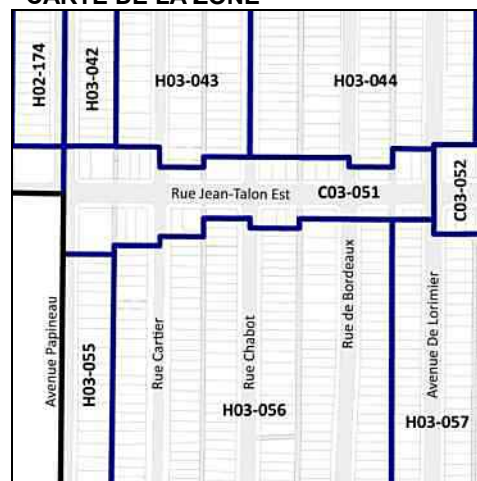 CARTE DE LA ZONE
H02-174
H03-042
H03-043
H03-044
Rue Jean-Talon Est
C03-051
C03-052
Avenue Papineau
H03-055
Rue Cartier
Rue Chabot
Rue de Bordeaux
Avenue De Lorimier
H03-056
H03-057